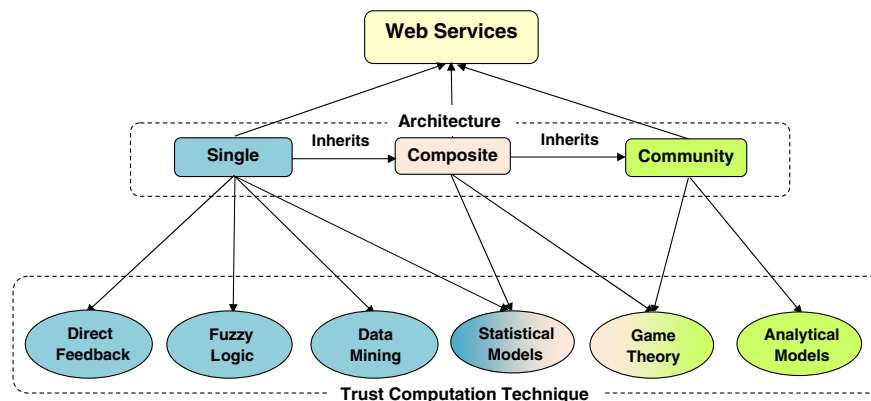 Web Services
Architecture
Inherits
Inherits
Single
Composite
Community
Direct
Feedback
Fuzzy
Logic
Data
Mining
Statistical
Models
Game
Theory
Analytical
Models
Trust Computation Technique